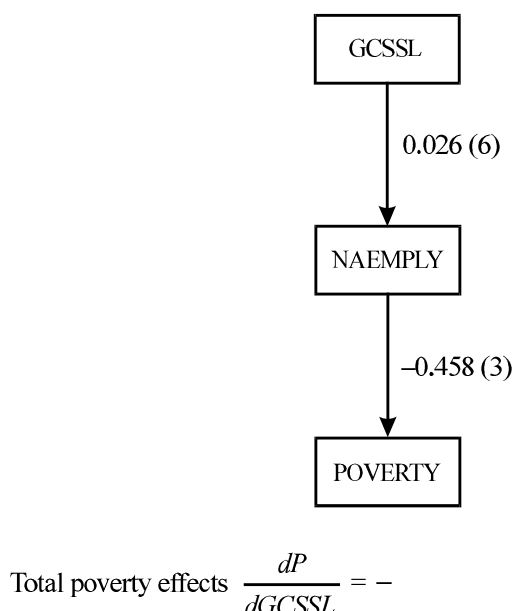 GCSSL
0.026 (6)
NAEMPLY
–0.458 (3)
POVERTY
Total poverty effects dP/dGCSSL = –